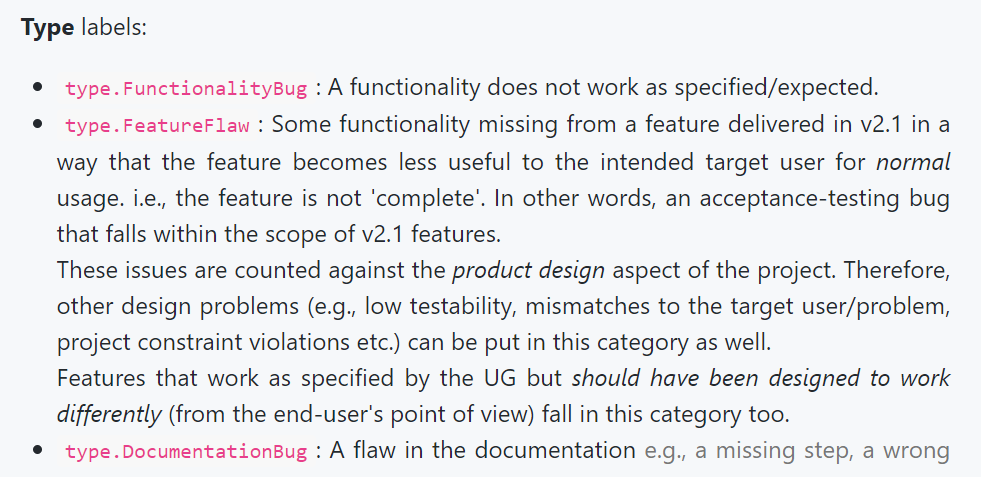 Type labels:
• type.FunctionalityBug : A functionality does not work as specified/expected.
• type.FeatureFlaw : Some functionality missing from a feature delivered in v2.1 in a
way that the feature becomes less useful to the intended target user for normal
usage. i.e., the feature is not 'complete'. In other words, an acceptance-testing bug
that falls within the scope of v2.1 features.
These issues are counted against the product design aspect of the project. Therefore,
other design problems (e.g., low testability, mismatches to the target user/problem,
project constraint violations etc.) can be put in this category as well.
Features that work as specified by the UG but should have been designed to work
differently (from the end-user's point of view) fall in this category too.
• type.DocumentationBug : A flaw in the documentation e.g., a missing step, a wrong